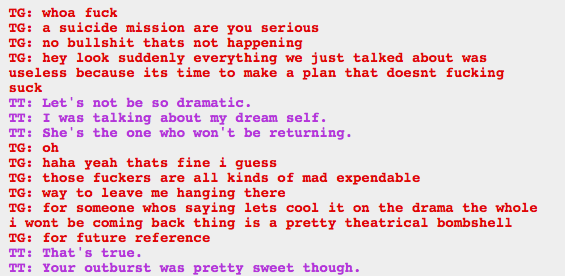 TG: whoa fuck
TG: a suicide mission are you serious
TG: no bullshit thats not happening
TG: hey look suddenly everything we just talked about was
useless because its time to make a plan that doesnt fucking
suck
TT: Let's not be so dramatic.
TT: I was talking about my dream self.
TT: She's the one who won't be returning.
TG: oh
TG: haha yeah thats fine i guess
TG: those fuckers are all kinds of mad expendable
TG: way to leave me hanging there
TG: for someone whos saying lets cool it on the drama the whole
i wont be coming back thing is a pretty theatrical bombshell
TG: for future reference
TT: That's true.
TT: Your outburst was pretty sweet though.